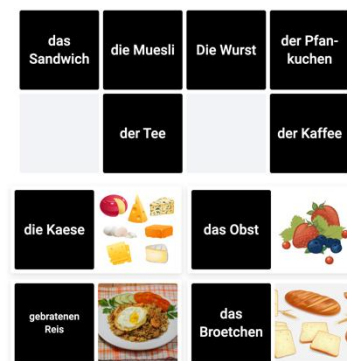 das
Sandwich
die Muesli
Die Wurst
der Pfan-
kuchen
der Tee
der Kaffee
die Kaese
das Obst
gebratenen
Reis
das
Broetchen